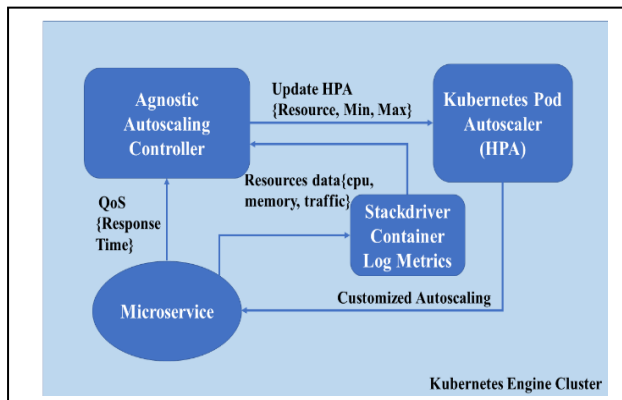 Agnostic
Autoscaling
Controller
Update HPA
{Resource, Min, Max}
Kubernetes Pod
Autoscaler
(HPA)
QoS
{Response
Time}
Resources data{cpu,
memory, traffic}
Stackdriver
Container
Log Metrics
Microservice
Customized Autoscaling
Kubernetes Engine Cluster